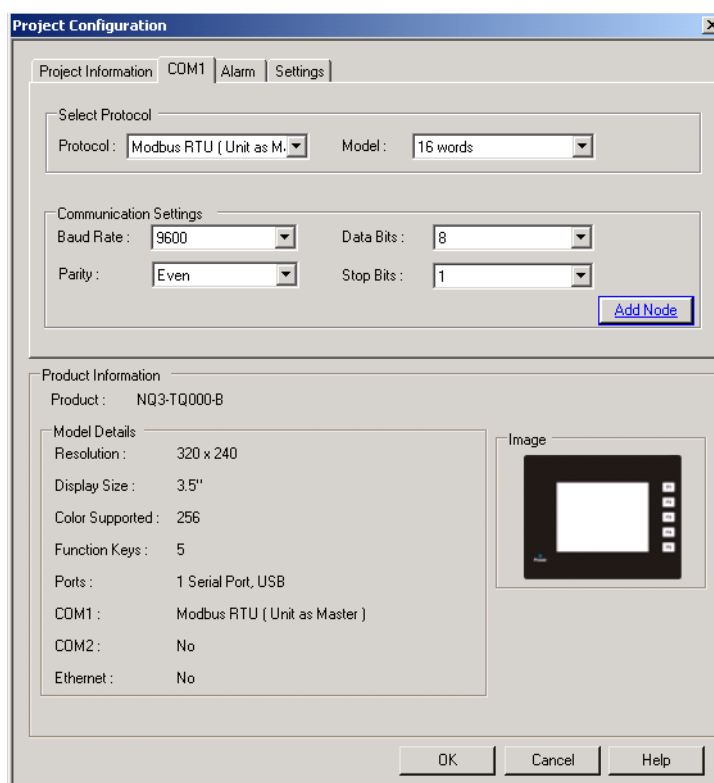 Project Configuration
Project Information COM1 Alarm Settings
Select Protocol
Protocol : Modbus RTU ( Unit as M. Model : 16 words
Communication Settings
Baud Rate : 9600 Data Bits : 8
Parity : Even Stop Bits : 1
Add Node
Product Information
Product : NQ3-TQ000-B
Model Details
Image
Resolution : 320 x 240
Display Size : 3.5''
Color Supported : 256
Function Keys : 5
Ports : 1 Serial Port, USB
COM1 : Modbus RTU ( Unit as Master )
COM2 : No
Ethernet : No
OK Cancel Help